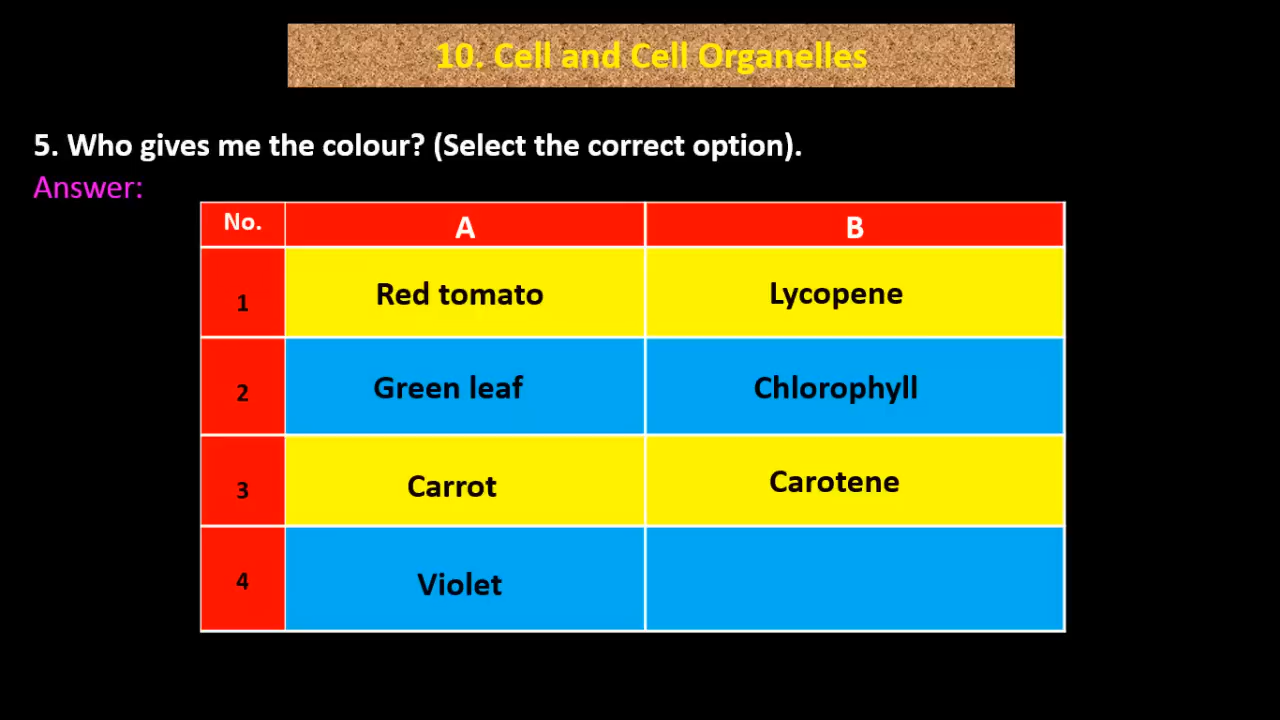 10. Cell and Cell Organelles
5. Who gives me the colour? (Select the correct option).
Answer:
No. A B
1 Red tomato Lycopene
2 Green leaf Chlorophyll
3 Carrot Carotene
4 Violet